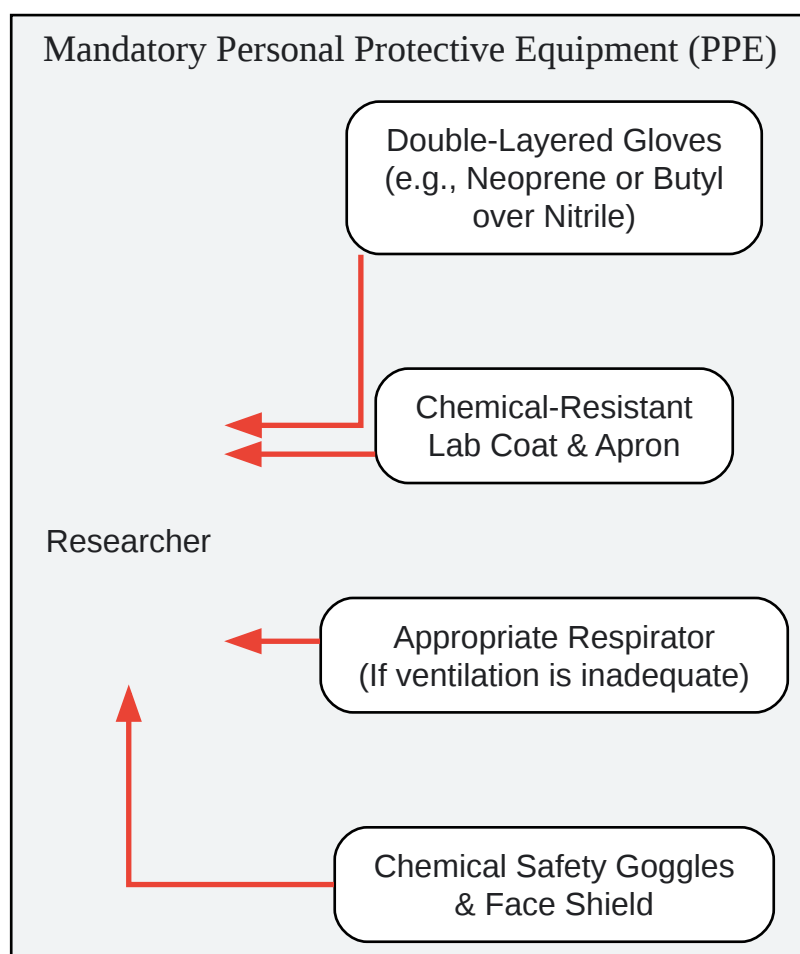 Mandatory Personal Protective Equipment (PPE)
Double-Layered Gloves
(e.g., Neoprene or Butyl
over Nitrile)
Chemical-Resistant
Lab Coat & Apron
Researcher
Appropriate Respirator
(If ventilation is inadequate)
Chemical Safety Goggles
& Face Shield